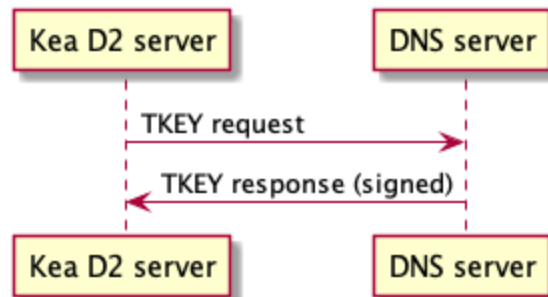 Kea D2 server
DNS server
TKEY request
TKEY response (signed)
Kea D2 server
DNS server